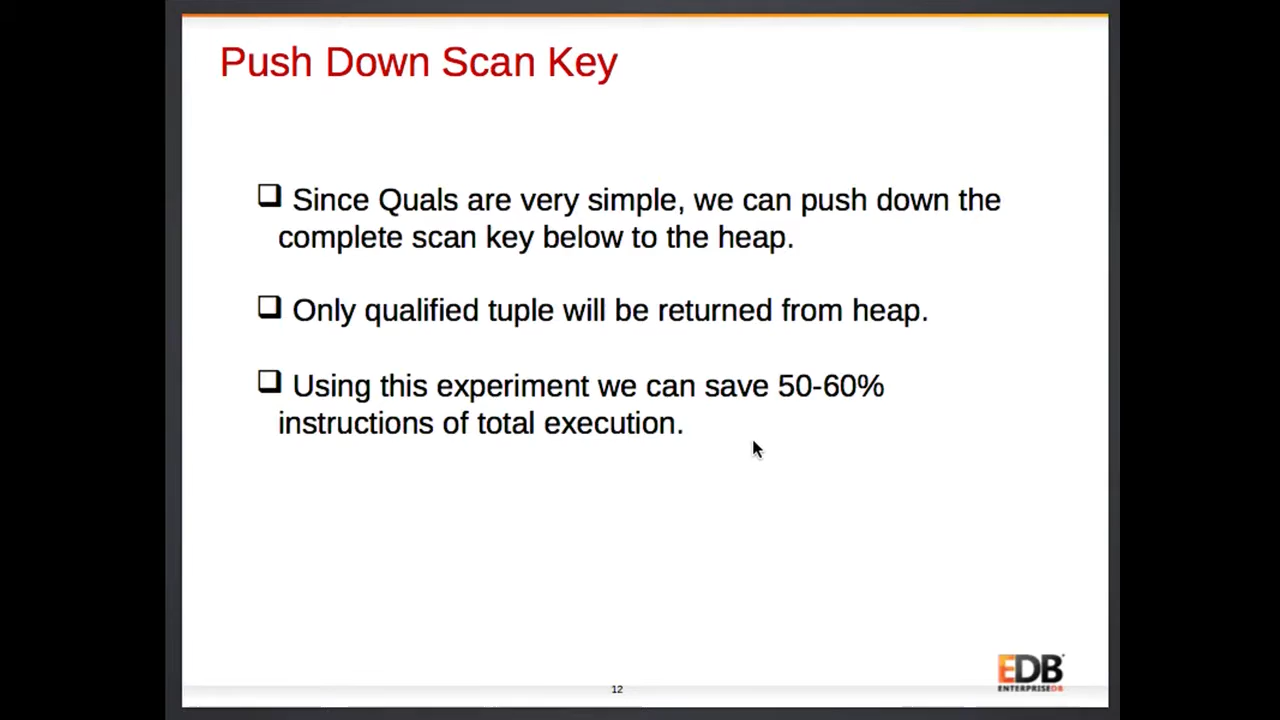 Push Down Scan Key
Since Quals are very simple, we can push down the
complete scan key below to the heap.
Only qualified tuple will be returned from heap.
Using this experiment we can save 50-60%
instructions of total execution.
EDB
ENTERPRISEDB
12